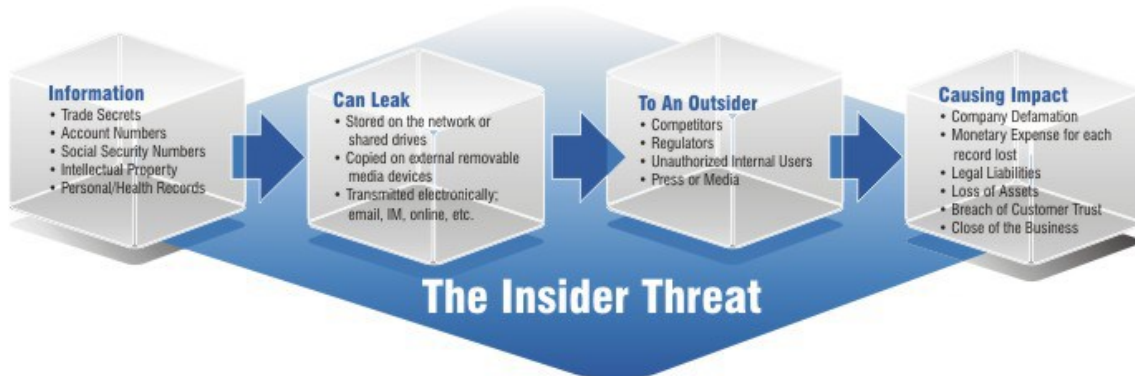 Information
• Trade Secrets
• Account Numbers
• Social Security Numbers
• Intellectual Property
• Personal/Health Records
Can Leak
• Stored on the network or
shared drives
• Copied on external removable
media devices
• Transmitted electronically;
email, IM, online, etc.
To An Outsider
• Competitors
• Regulators
• Unauthorized Internal Users
• Press or Media
Causing Impact
• Company Defamation
• Monetary Expense for each
record lost
• Legal Liabilities
• Loss of Assets
• Breach of Customer Trust
• Close of the Business
The Insider Threat